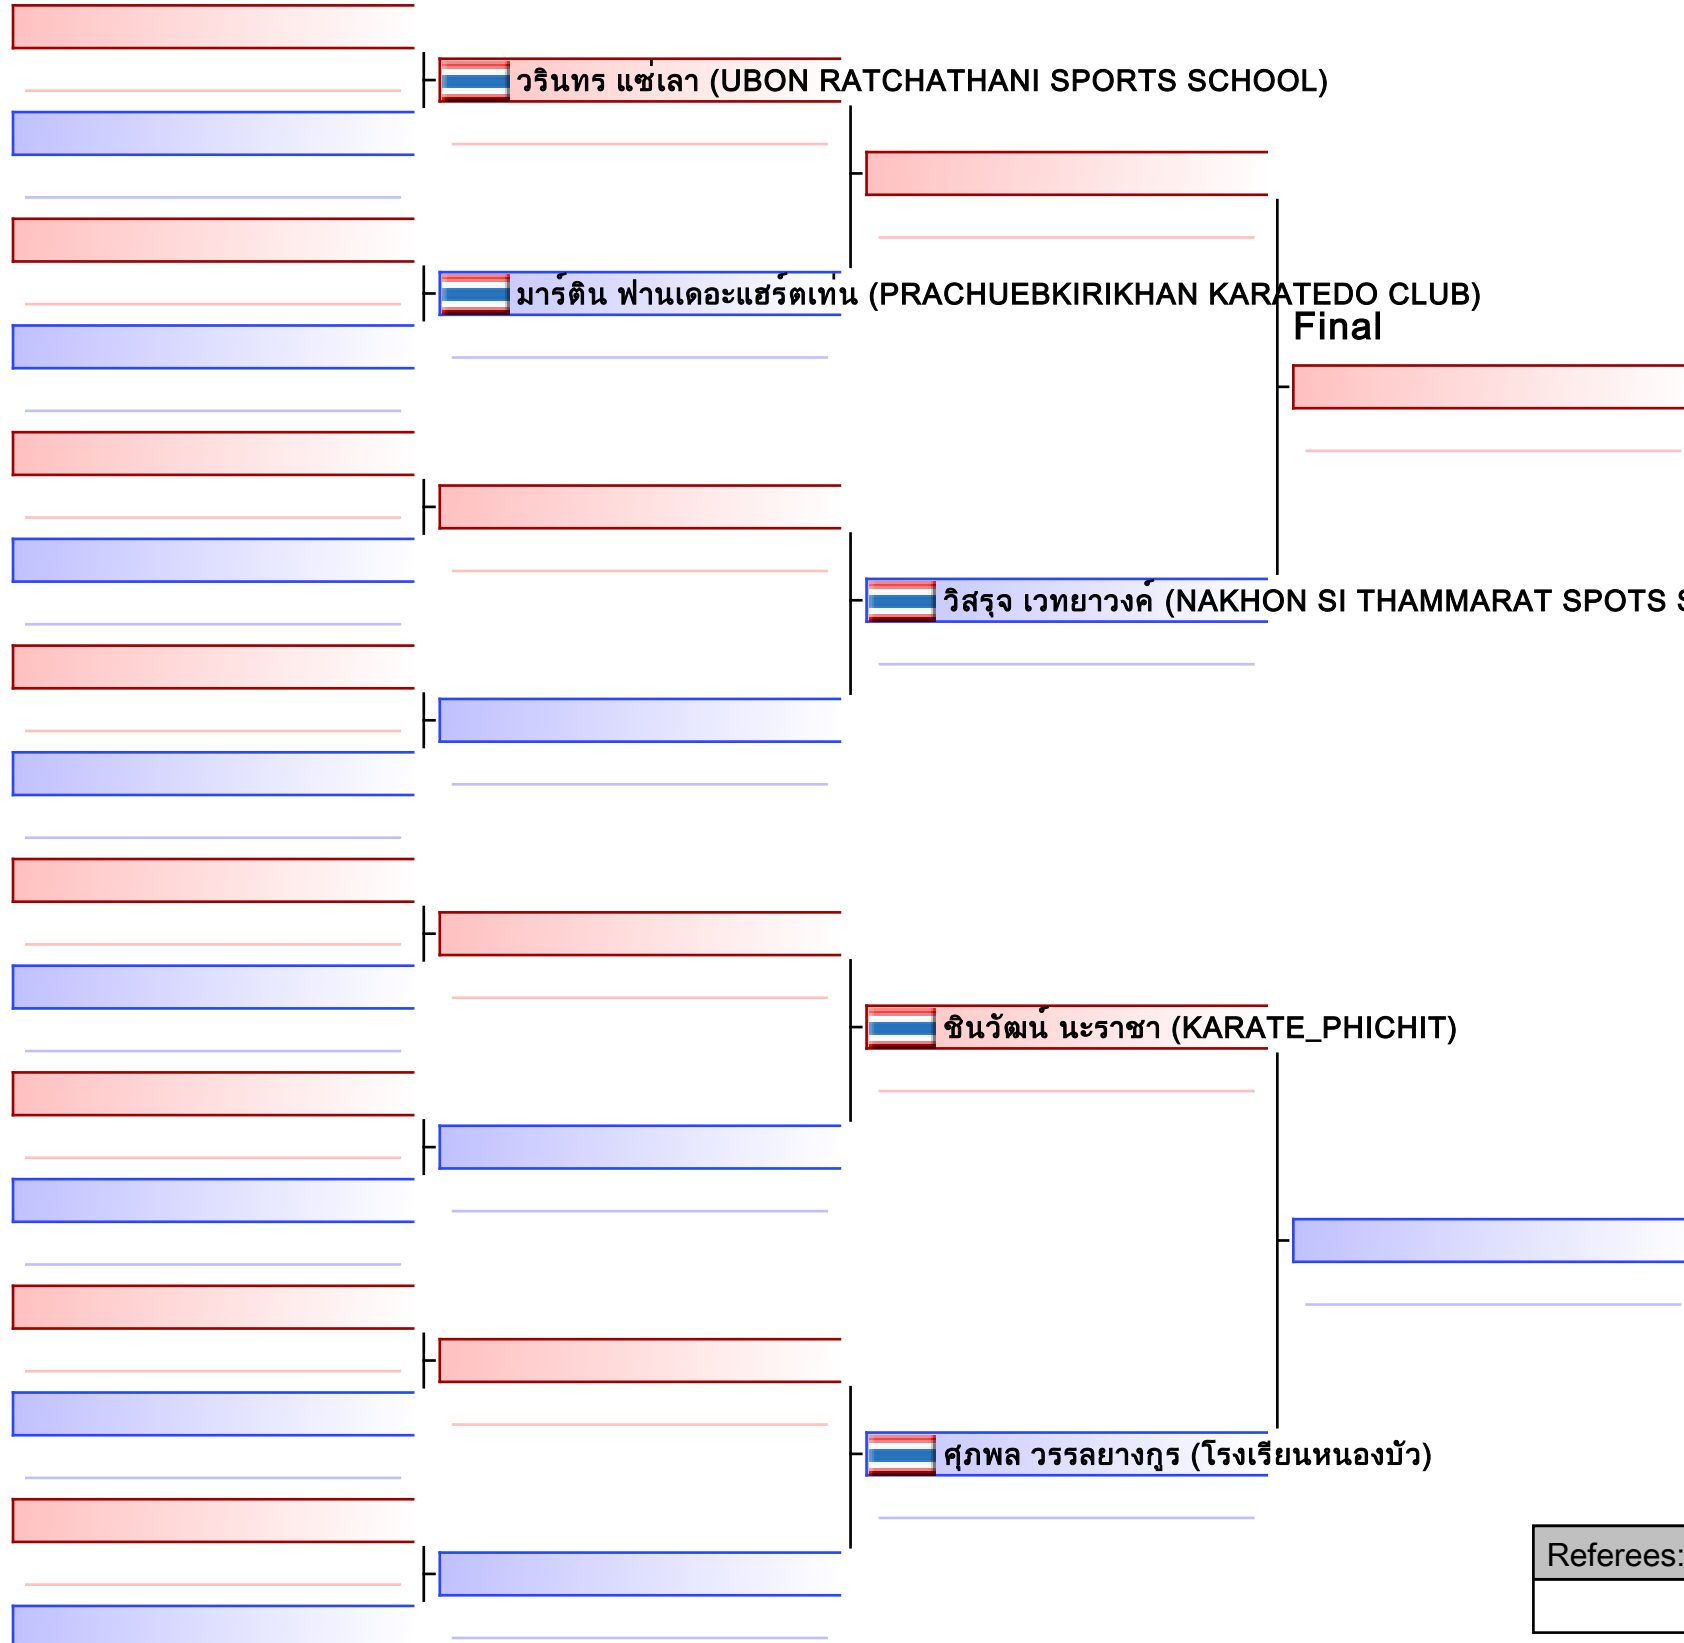 วรินทร แซ่เลา (UBON RATCHATHANI SPORTS SCHOOL)
มาร์ติน ฟานเดอะแฮร์ตเท่น (PRACHUEBKIRIKHAN KARATEDO CLUB)
Final
วิสรุจ เวทยาวงค์ (NAKHON SI THAMMARAT SPOTS
ชินวัฒน์ นะราชา (KARATE_PHICHIT)
ศุภพล วรรลยางกูร (โรงเรียนหนองบัว)
Referees: